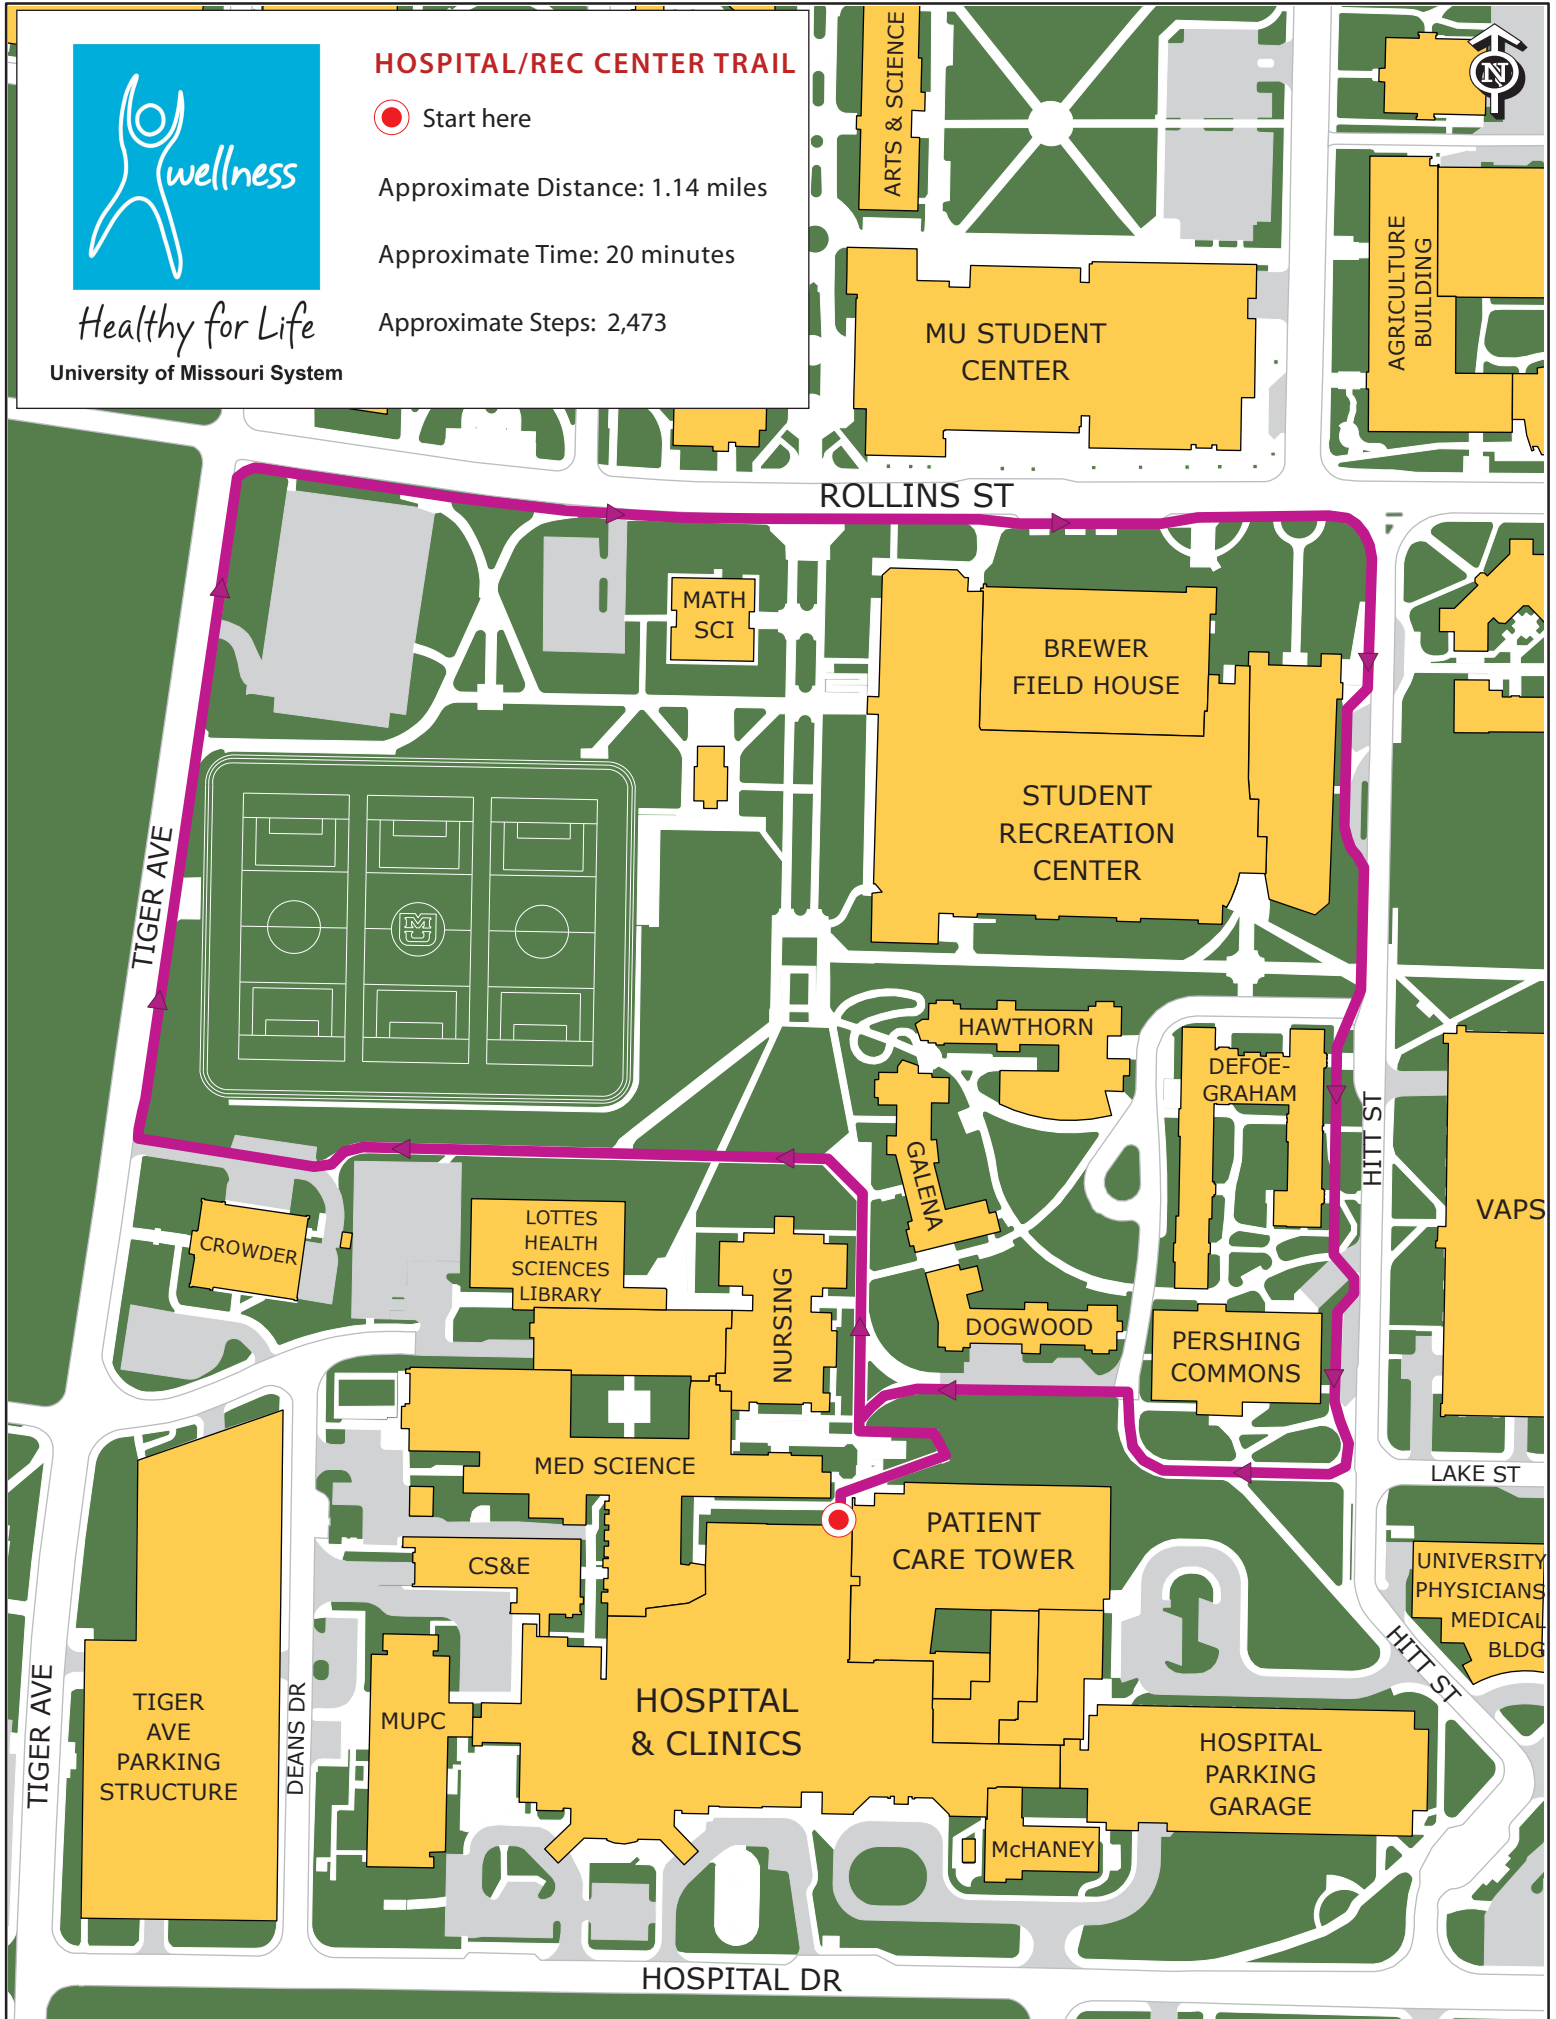 HOSPITAL/REC CENTER TRAIL
Start here
Approximate Distance: 1.14 miles
Approximate Time: 20 minutes
Approximate Steps: 2,473
wellness
Healthy for Life
University of Missouri System
N
ARTS & SCIENCE
AGRICULTURE
BUILDING
MU STUDENT
CENTER
ROLLINS ST
MATH
SCI
BREWER
FIELD HOUSE
STUDENT
RECREATION
CENTER
TIGER AVE
MU
HAWTHORN
DEFOE-
GRAHAM
HITT ST
GALENA
VAPS
CROWDER
LOTTES
HEALTH
SCIENCES
LIBRARY
NURSING
DOGWOOD
PERSHING
COMMONS
MED SCIENCE
LAKE ST
PATIENT
CARE TOWER
CS&E
UNIVERSITY
PHYSICIANS
MEDICAL
BLDG
HITT ST
TIGER AVE
TIGER
AVE
PARKING
STRUCTURE
DEANS DR
MUPC
HOSPITAL
& CLINICS
HOSPITAL
PARKING
GARAGE
McHANEY
HOSPITAL DR